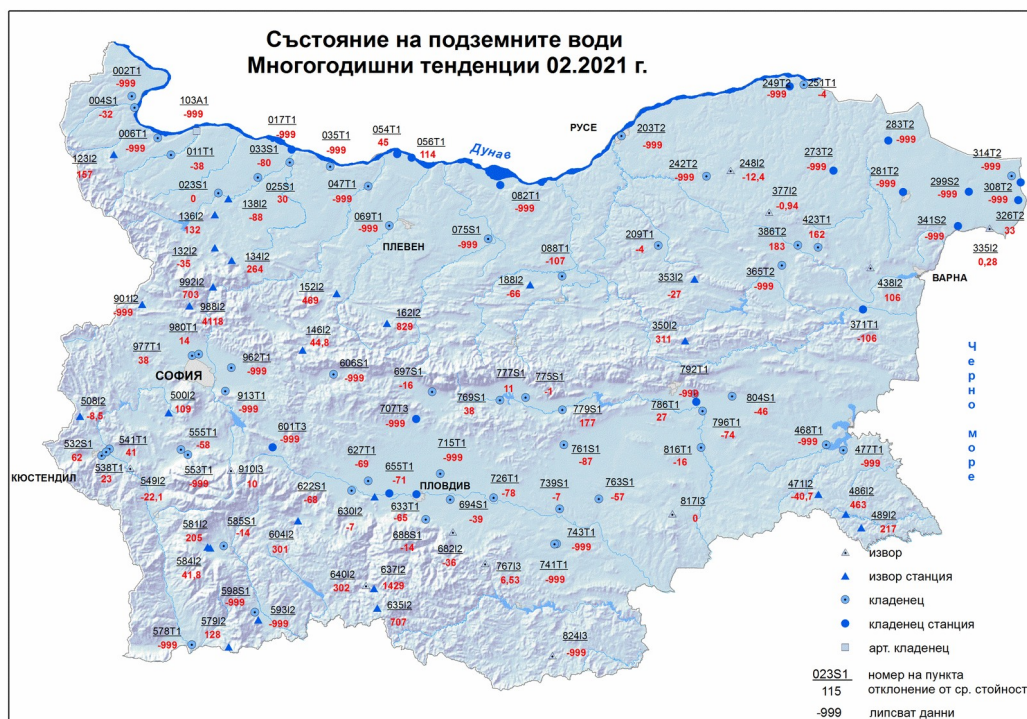 Състояние на подземните води
Многогодишни тенденции 02.2021 г.
002T1
-999
004S1
-32
103A1
-999
006T1
-999
011T1
-38
123I2
157
017T1
-999
033S1
-80
035T1
-999
054T1
45
056T1
114
Дунав
РУСЕ
203T2
-999
249T2
-999
251T1
-4
283T2
-999
314T2
-999
023S1
0
138I2
-88
025S1
30
047T1
-999
082T1
-999
242T2
-999
248I2
-12,4
273T2
-999
281T2
-999
299S2
-999
308T2
-999
326T2
33
136I2
132
069T1
-999
ПЛЕВЕН
075S1
-999
377I2
-0,94
386T2
183
423T1
162
341S2
-999
335I2
0,28
132I2
-35
134I2
264
088T1
-107
209T1
-4
365T2
-999
ВАРНА
992I2
703
152I2
469
188I2
-66
353I2
-27
438I2
106
901I2
-999
988I2
4118
162I2
829
371T1
-106
980T1
14
146I2
44,8
350I2
311
977T1
38
962T1
-999
606S1
-999
697S1
-16
777S1
11
775S1
-1
792T1
-999
СОФИЯ
913T1
-999
769S1
38
779S1
177
786T1
27
804S1
-46
Черно море
508I2
-8,5
500I2
109
707T3
-999
796T1
-74
532S1
62
541T1
41
555T1
-58
601T3
-999
627T1
-69
715T1
-999
761S1
-87
816T1
-16
468T1
-999
477T1
-999
КЮСТЕНДИЛ
538T1
23
549I2
-22,1
553T1
-999
910I3
10
622S1
-68
655T1
-71
ПЛОВДИВ
726T1
-78
739S1
-7
763S1
-57
471I2
-40,7
486I2
463
489I2
217
630I2
-7
633T1
-65
694S1
-39
817I3
0
581I2
205
585S1
-14
604I2
301
688S1
-14
682I2
-36
743T1
-999
741T1
-999
584I2
41,8
640I2
302
637I2
1429
767I3
6,53
598S1
-999
593I2
-999
635I2
707
578T1
-999
579I2
128
824I3
-999
извор
извор станция
кладенец
кладенец станция
арт. кладенец
023S1 номер на пункта
115 отклонение от ср. стойност
-999 липсват данни